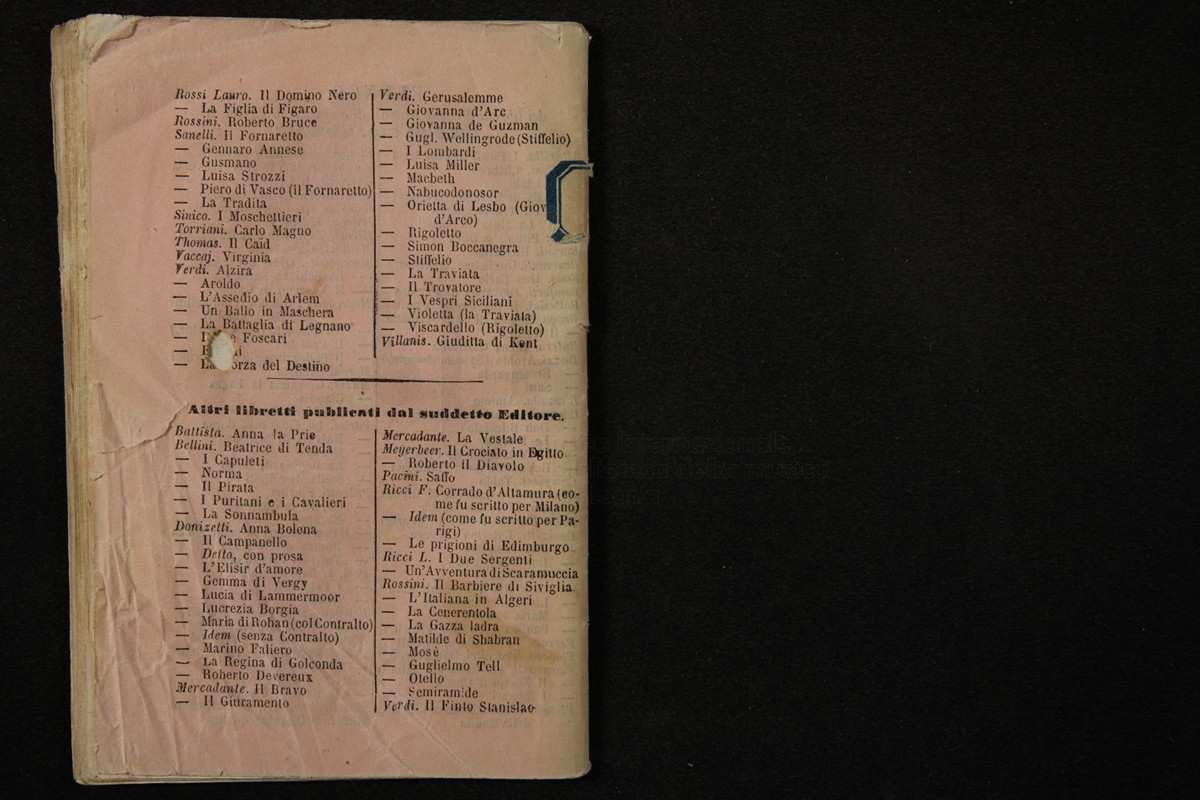 Rossi Lauro. Il Domino Nero
— La Figlia di Figaro
Rossini. Roberto Bruce
Sanelli. Il Fornaretto
— Gennaro Annese
— Gusmano
— Luisa Strozzi
— Piero di Vasco (il Fornaretto)
— La Tradita
Sinico. I Moschettieri
Torriani. Carlo Magno
Thomas. Il Caïd
Vaccaj. Virginia
Verdi. Alzira
— Aroldo
— L'Assedio di Arlem
— Un Ballo in Maschera
— La Battaglia di Legnano
— Foscari
—
— del Destino
Verdi. Gerusalemme
— Giovanna d'Arc
— Giovanna de Guzman
— Gugl. Wellingrode (Stiffelio)
— I Lombardi
— Luisa Miller
— Macbeth
— Nabucodonosor
— Orietta di Lesbo (Giov
d'Arco)
— Rigoletto
— Simon Boccanegra
— Stiffelio
— La Traviata
— Il Trovatore
— I Vespri Siciliani
— Violetta (la Traviata)
— Viscardello (Rigoletto)
Villanis. Giuditta di Kent
Altri libretti publicati dal suddetto Editore.
Battista. Anna la Prie
Bellini. Beatrice di Tenda
— I Capuleti
— Norma
— Il Pirata
— I Puritani e i Cavalieri
— La Sonnambula
Donizetti. Anna Bolena
— Il Campanello
— Detto, con prosa
— L'Elisir d'amore
— Gemma di Vergy
— Lucia di Lammermoor
— Lucrezia Borgia
— Maria di Rohan (col Contralto)
— Idem (senza Contralto)
— Marino Faliero
— La Regina di Golconda
— Roberto Devereux
Mercadante. Il Bravo
— Il Giuramento
Mercadante. La Vestale
Meyerbeer. Il Crociato in Egitto
— Roberto il Diavolo
Pacini. Saffo
Ricci F. Corrado d'Altamura (co-
me fu scritto per Milano)
— Idem (come fu scritto per Pa-
rigi)
— Le prigioni di Edimburgo
Ricci L. I Due Sergenti
— Un'Avventura di Scaramuccia
Rossini. Il Barbiere di Siviglia
— L'Italiana in Algeri
— La Cenerentola
— La Gazza ladra
— Matilde di Shabran
— Mosè
— Guglielmo Tell
— Otello
— Semiramide
Verdi. Il Finto Stanislao